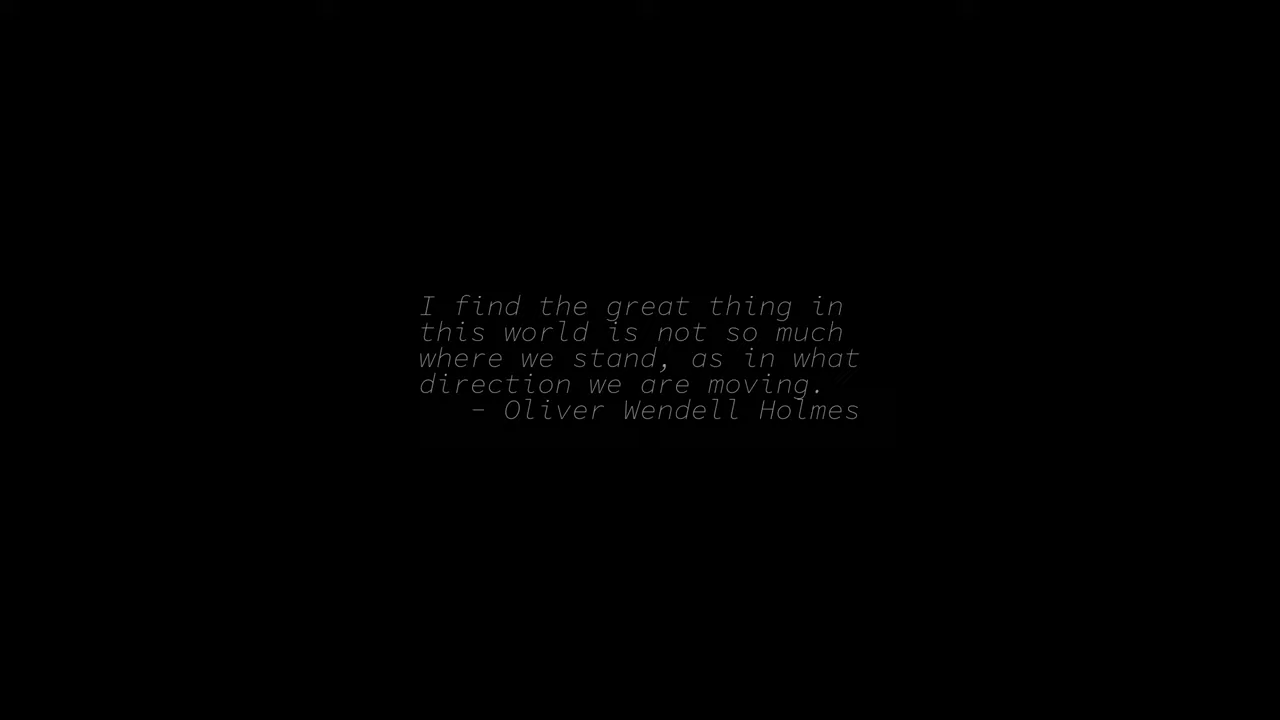 I find the great thing in
this world is not so much
where we stand, as in what
direction we are moving.
- Oliver Wendell Holmes